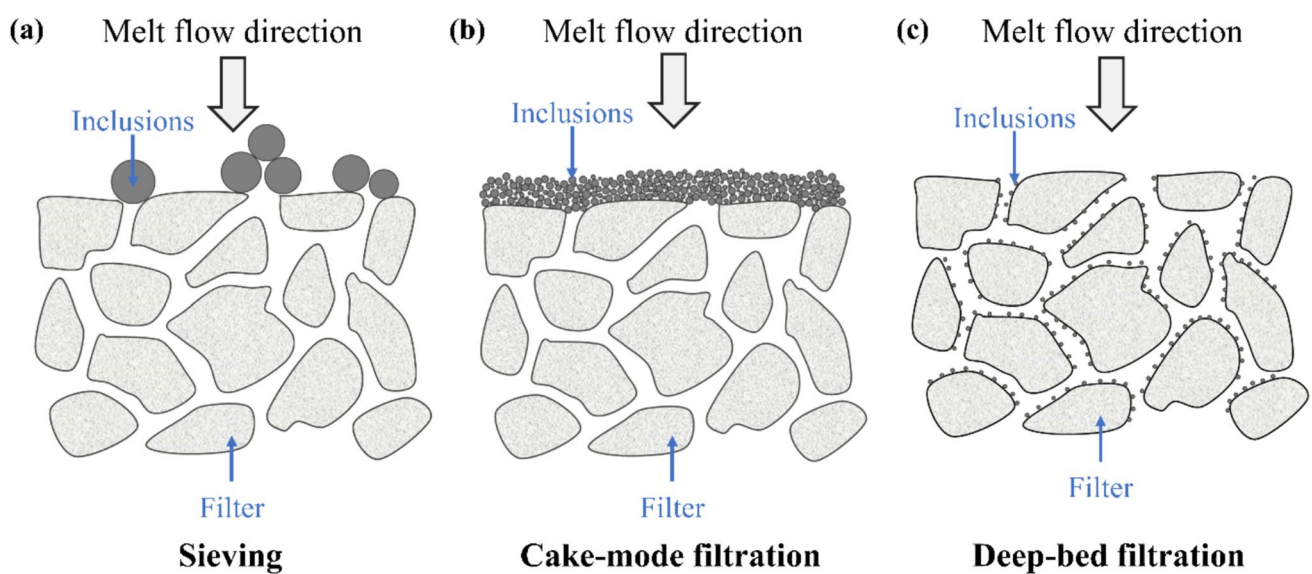 (a) Melt flow direction
Inclusions
Filter
Sieving
(b) Melt flow direction
Inclusions
Filter
Cake-mode filtration
(c) Melt flow direction
Inclusions
Filter
Deep-bed filtration